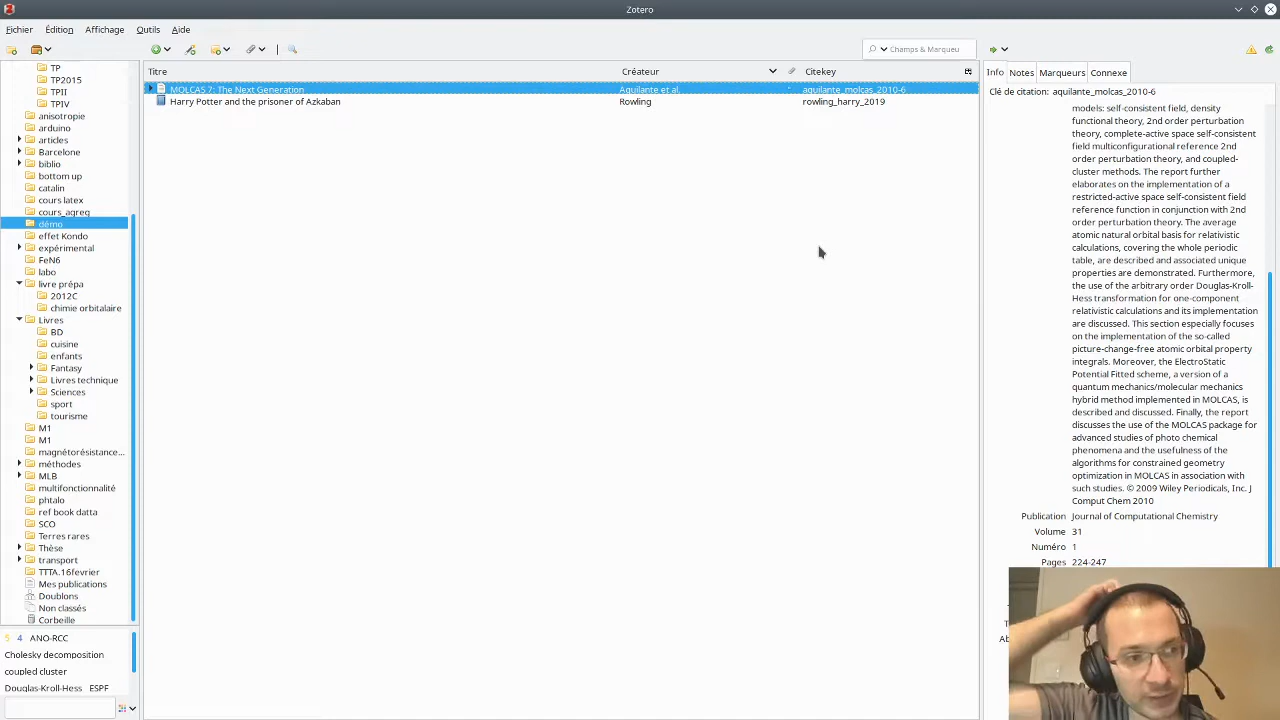 Zotero
Fichier Édition Affichage Outils Aide
Champs & Marqueu
Titre Créateur Citekey
MOLCAS 7: The Next Generation Aquilante et al. aquilante_molcas_2010-6
Harry Potter and the prisoner of Azkaban Rowling rowling_harry_2019
TP
TP2015
TPII
TPIV
anisotropie
arduino
articles
Barcelone
biblio
bottom up
catalin
cours latex
cours_agreg
démo
effet Kondo
expérimental
FeN6
labo
livre prépa
2012C
chimie orbitalaire
Livres
BD
cuisine
enfants
Fantasy
Livres technique
Sciences
sport
tourisme
M1
M1
magnétorésistance...
méthodes
MLB
multifonctionnalité
phtalo
ref book datta
SCO
Terres rares
Thèse
transport
TTTA.16fevrier
Mes publications
Doublons
Non classés
Corbeille
5 4 ANO-RCC
Cholesky decomposition
coupled cluster
Douglas-Kroll-Hess ESPF
Info Notes Marqueurs Connexe
Clé de citation: aquilante_molcas_2010-6
models: self-consistent field, density
functional theory, 2nd order perturbation
theory, complete-active space self-consistent
field multiconfigurational reference 2nd
order perturbation theory, and coupled-
cluster methods. The report further
elaborates on the implementation of a
restricted-active space self-consistent field
reference function in conjunction with 2nd
order perturbation theory. The average
atomic natural orbital basis for relativistic
calculations, covering the whole periodic
table, are described and associated unique
properties are demonstrated. Furthermore,
the use of the arbitrary order Douglas-Kroll-
Hess transformation for one-component
relativistic calculations and its implementation
are discussed. This section especially focuses
on the implementation of the so-called
picture-change-free atomic orbital property
integrals. Moreover, the ElectroStatic
Potential Fitted scheme, a version of a
quantum mechanics/molecular mechanics
hybrid method implemented in MOLCAS, is
described and discussed. Finally, the report
discusses the use of the MOLCAS package for
advanced studies of photo chemical
phenomena and the usefulness of the
algorithms for constrained geometry
optimization in MOLCAS in association with
such studies. © 2009 Wiley Periodicals, Inc. J
Comput Chem 2010
Publication Journal of Computational Chemistry
Volume 31
Numéro 1
Pages 224-247